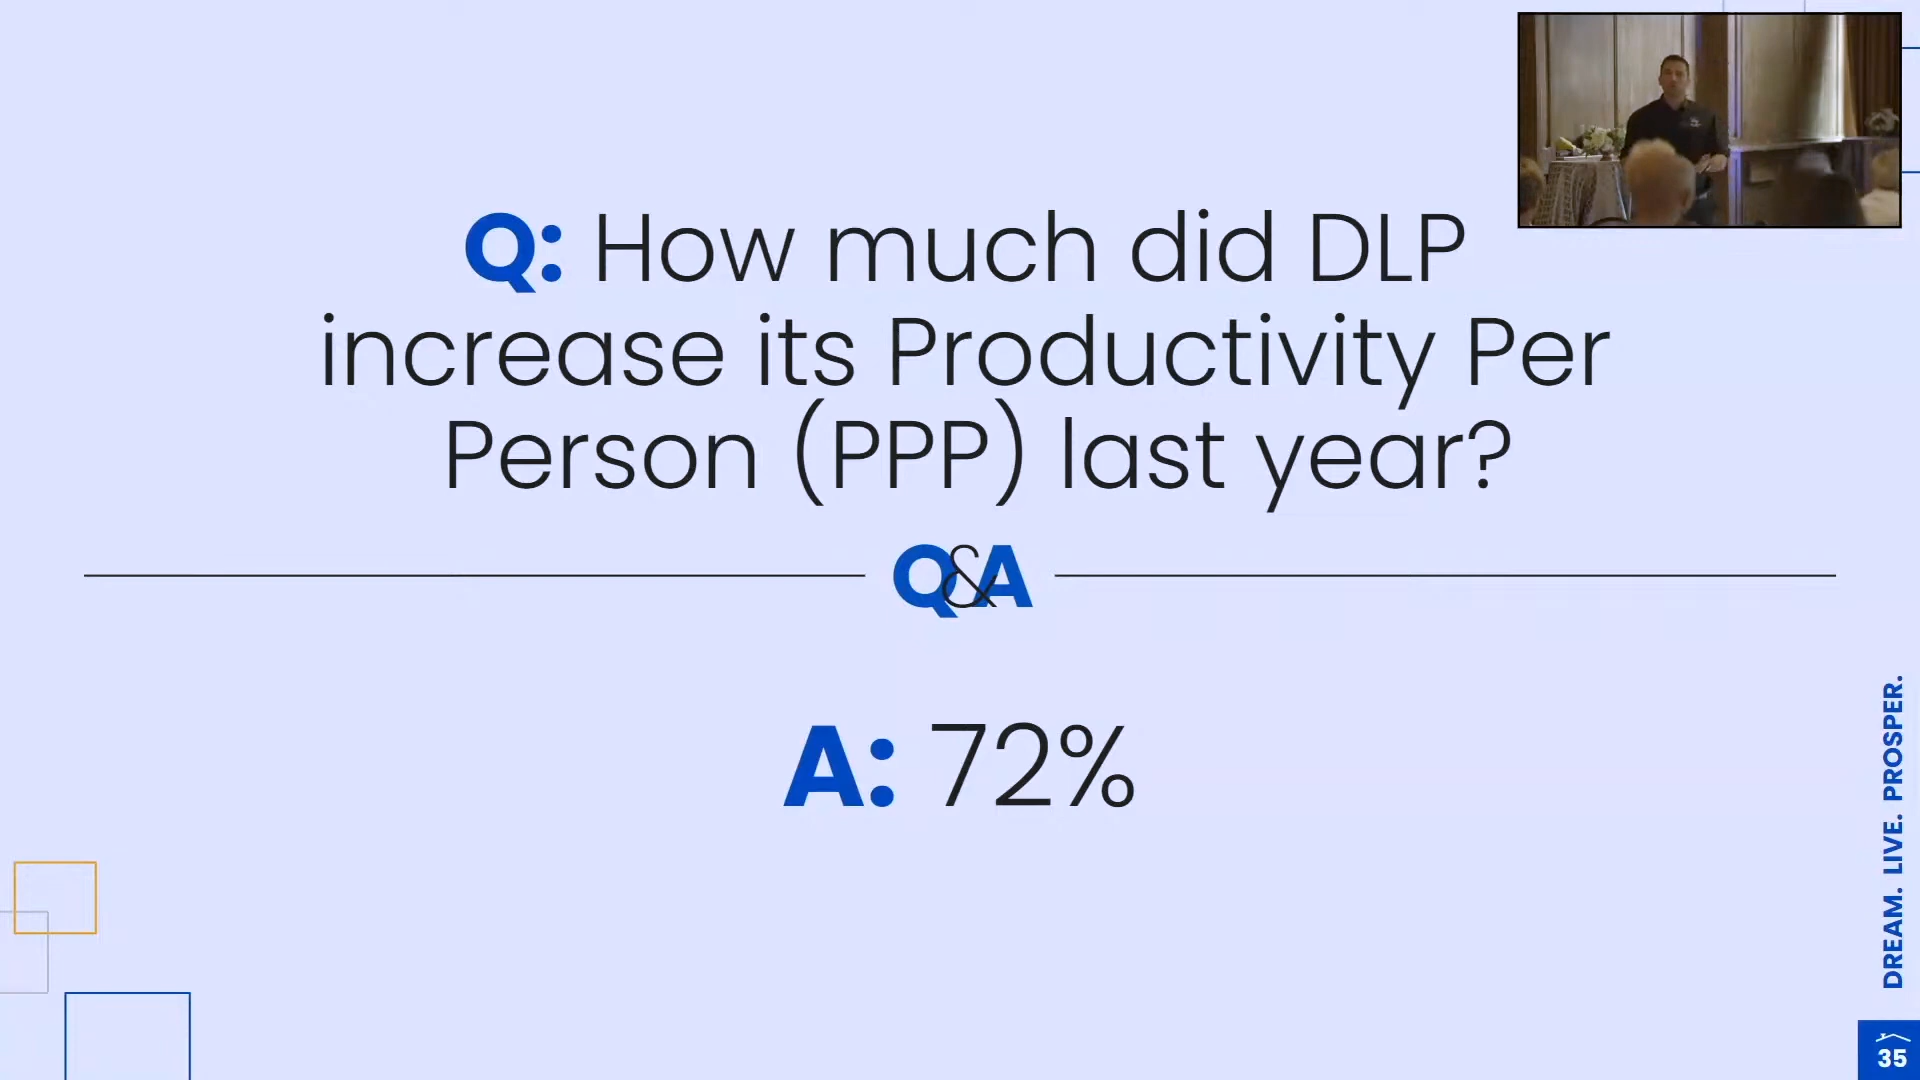 Q: How much did DLP
increase its Productivity Per
Person (PPP) last year?
Q&A
A: 72%
DREAM. LIVE. PROSPER.
35